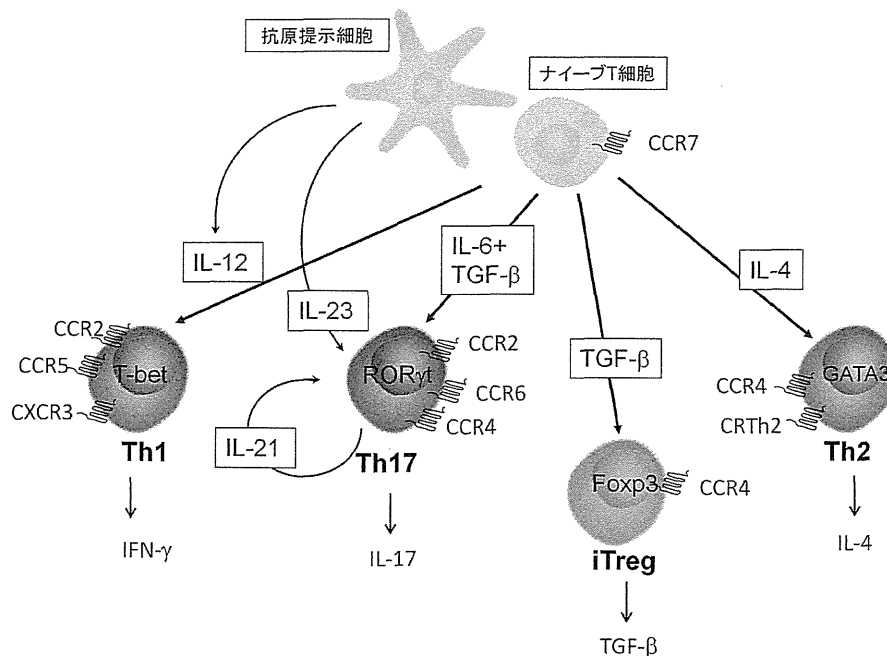 抗原提示細胞
ナイーブT細胞
CCR7
IL-12
IL-6+
TGF-β
IL-4
IL-23
CCR2
CCR5
T-bet
CXCR3
Th1
IFN-γ
CCR2
RORγt
CCR6
CCR4
IL-21
Th17
IL-17
TGF-β
Foxp3
CCR4
iTreg
TGF-β
GATA3
CCR4
CRTh2
Th2
IL-4